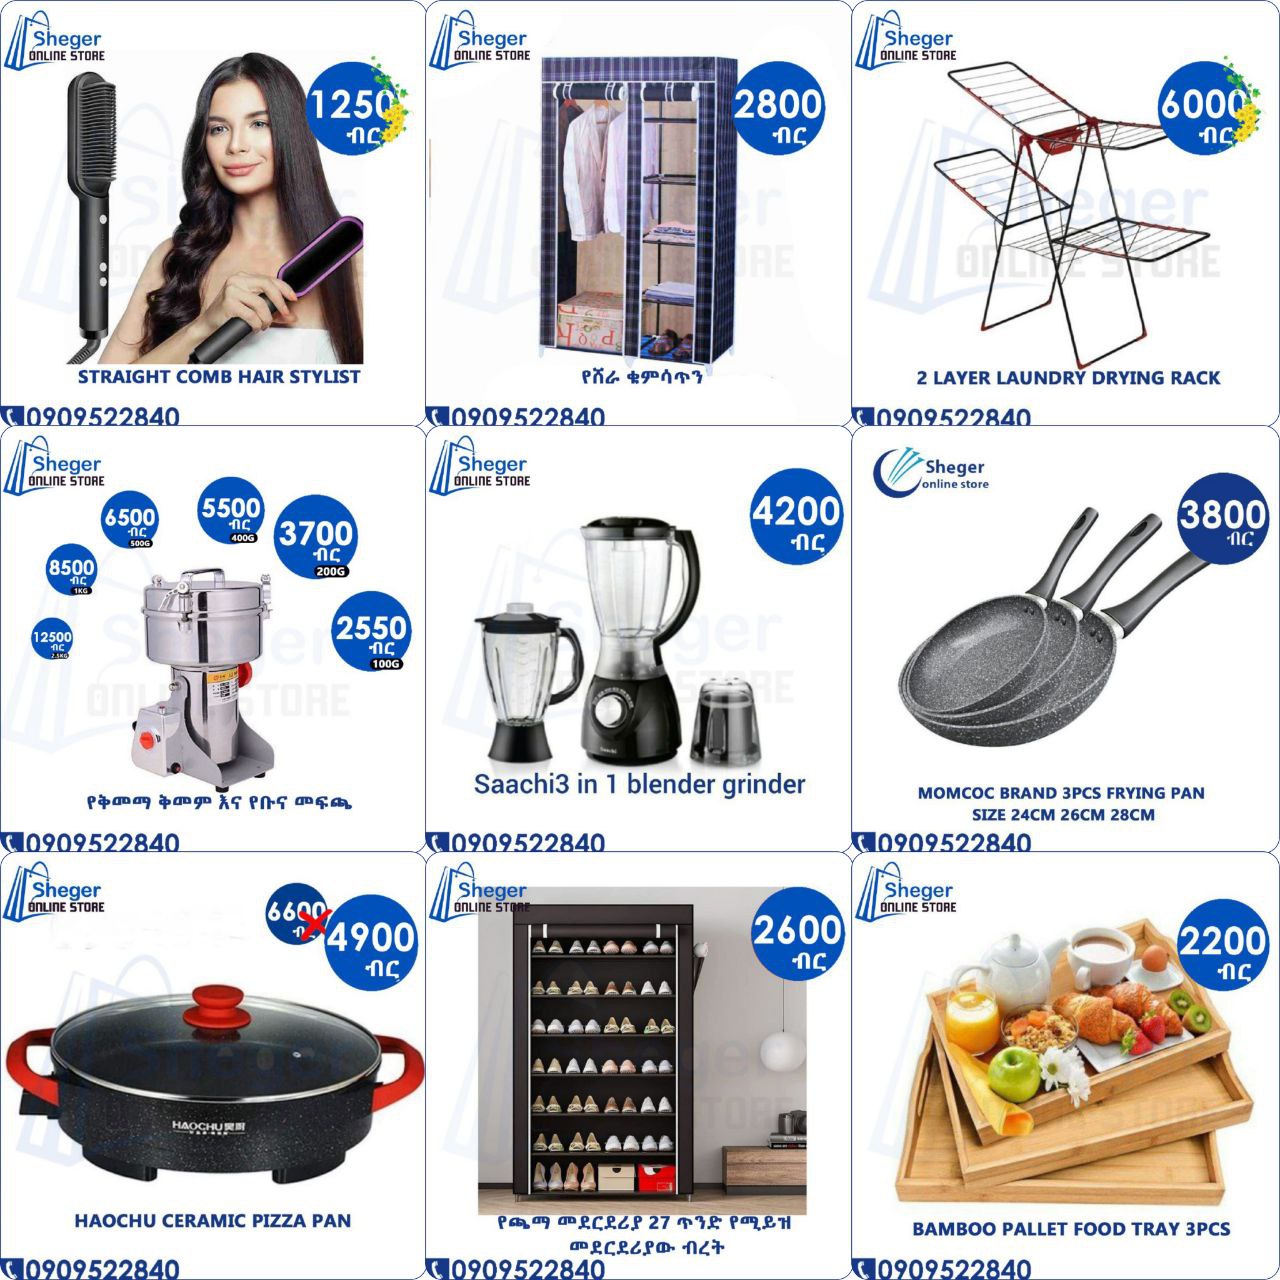 Sheger
ONLINE STORE
1250
ብር
STRAIGHT COMB HAIR STYLIST
0909522840
Sheger
ONLINE STORE
2800
ብር
የሸራ ቁምሳጥን
0909522840
Sheger
ONLINE STORE
6000
ብር
2 LAYER LAUNDRY DRYING RACK
0909522840
Sheger
ONLINE STORE
12500
ብር
2.5KG
8500
ብር
1KG
6500
ብር
500G
5500
ብር
400G
3700
ብር
200G
2550
ብር
100G
የቅመማ ቅመም እና የቡና መፍጫ
0909522840
Sheger
ONLINE STORE
4200
ብር
Saachi3 in 1 blender grinder
0909522840
Sheger
online store
3800
ብር
MOMCOC BRAND 3PCS FRYING PAN
SIZE 24CM 26CM 28CM
0909522840
Sheger
ONLINE STORE
6600
ብር
4900
ብር
HAOCHU
HAOCHU CERAMIC PIZZA PAN
0909522840
Sheger
ONLINE STORE
2600
ብር
የጫማ መደርደሪያ 27 ጥንድ የሚይዝ
መደርደሪያው ብረት
0909522840
Sheger
ONLINE STORE
2200
ብር
BAMBOO PALLET FOOD TRAY 3PCS
0909522840